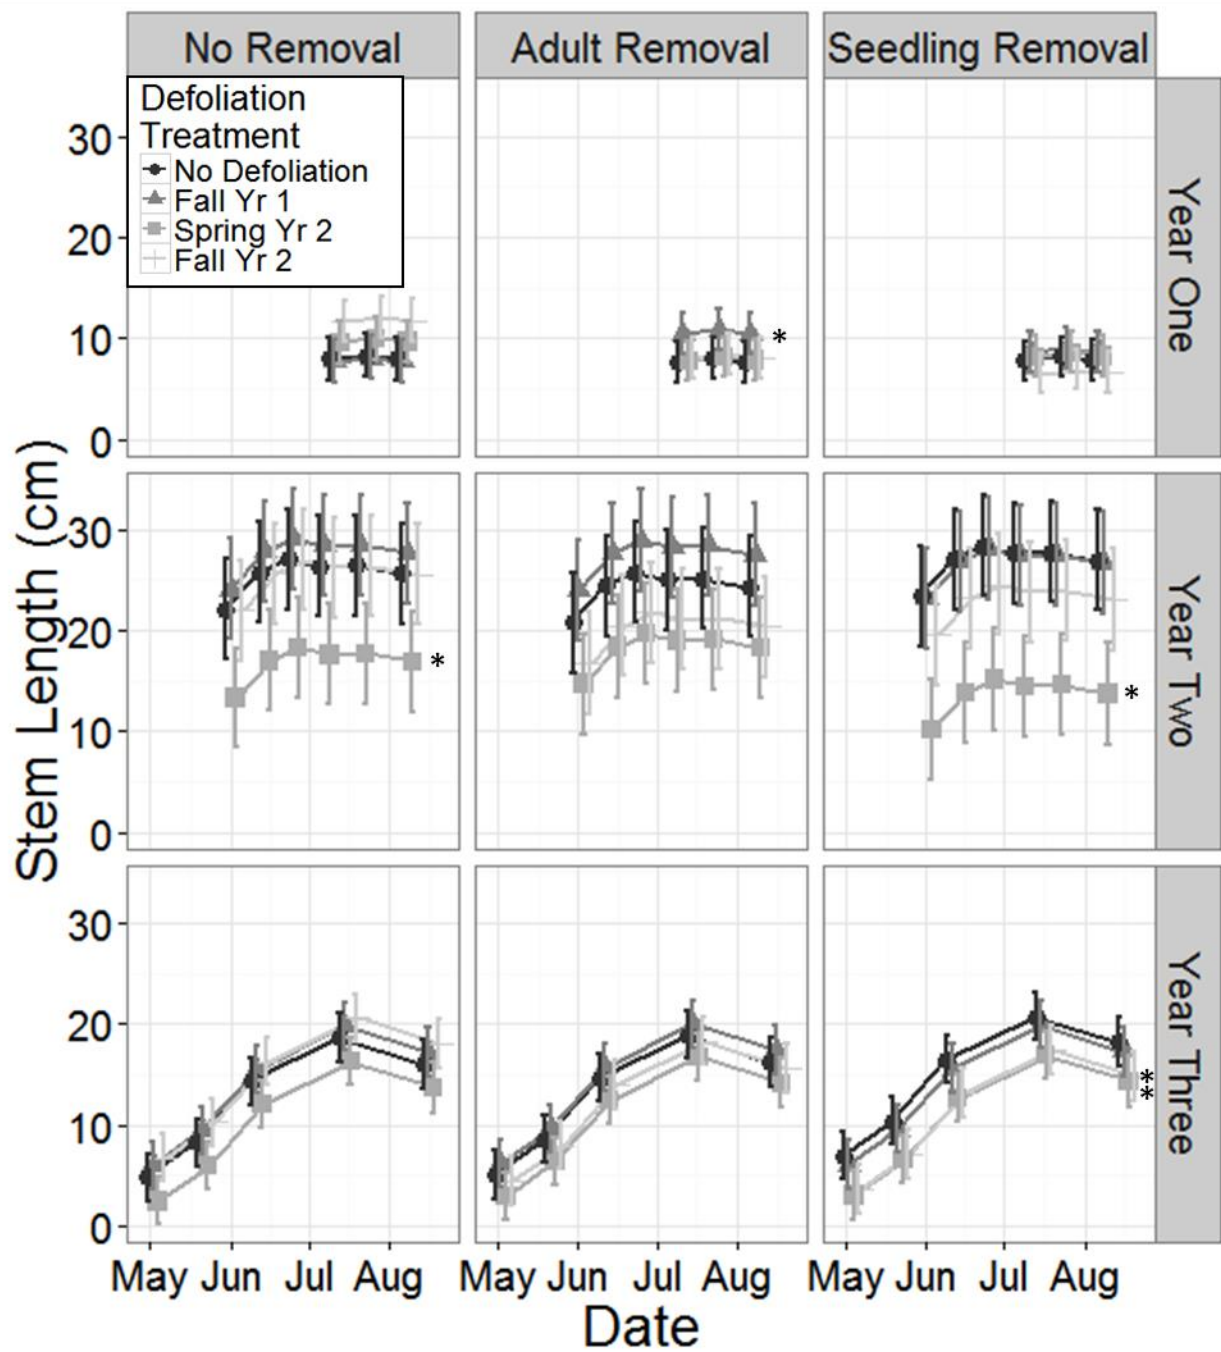 No Removal
Adult Removal
Seedling Removal
Defoliation
Treatment
No Defoliation
Fall Yr 1
Spring Yr 2
Fall Yr 2
30
20
10
0
*
Year One
Stem Length (cm)
30
20
10
0
*
*
Year Two
30
20
10
0
*
*
Year Three
May Jun Jul Aug
May Jun Jul Aug
May Jun Jul Aug
Date